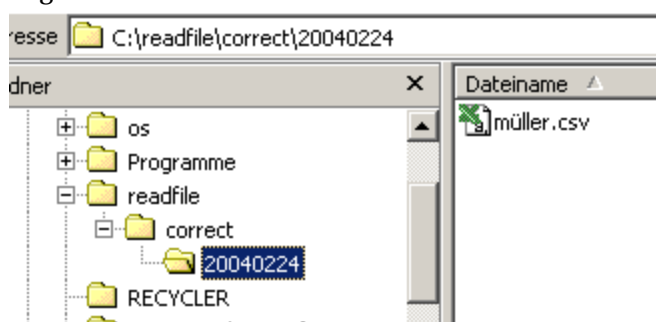 resse C:\readfile\correct\20040224
dner
Dateiname
os
müller.csv
Programme
readfile
correct
20040224
RECYCLER